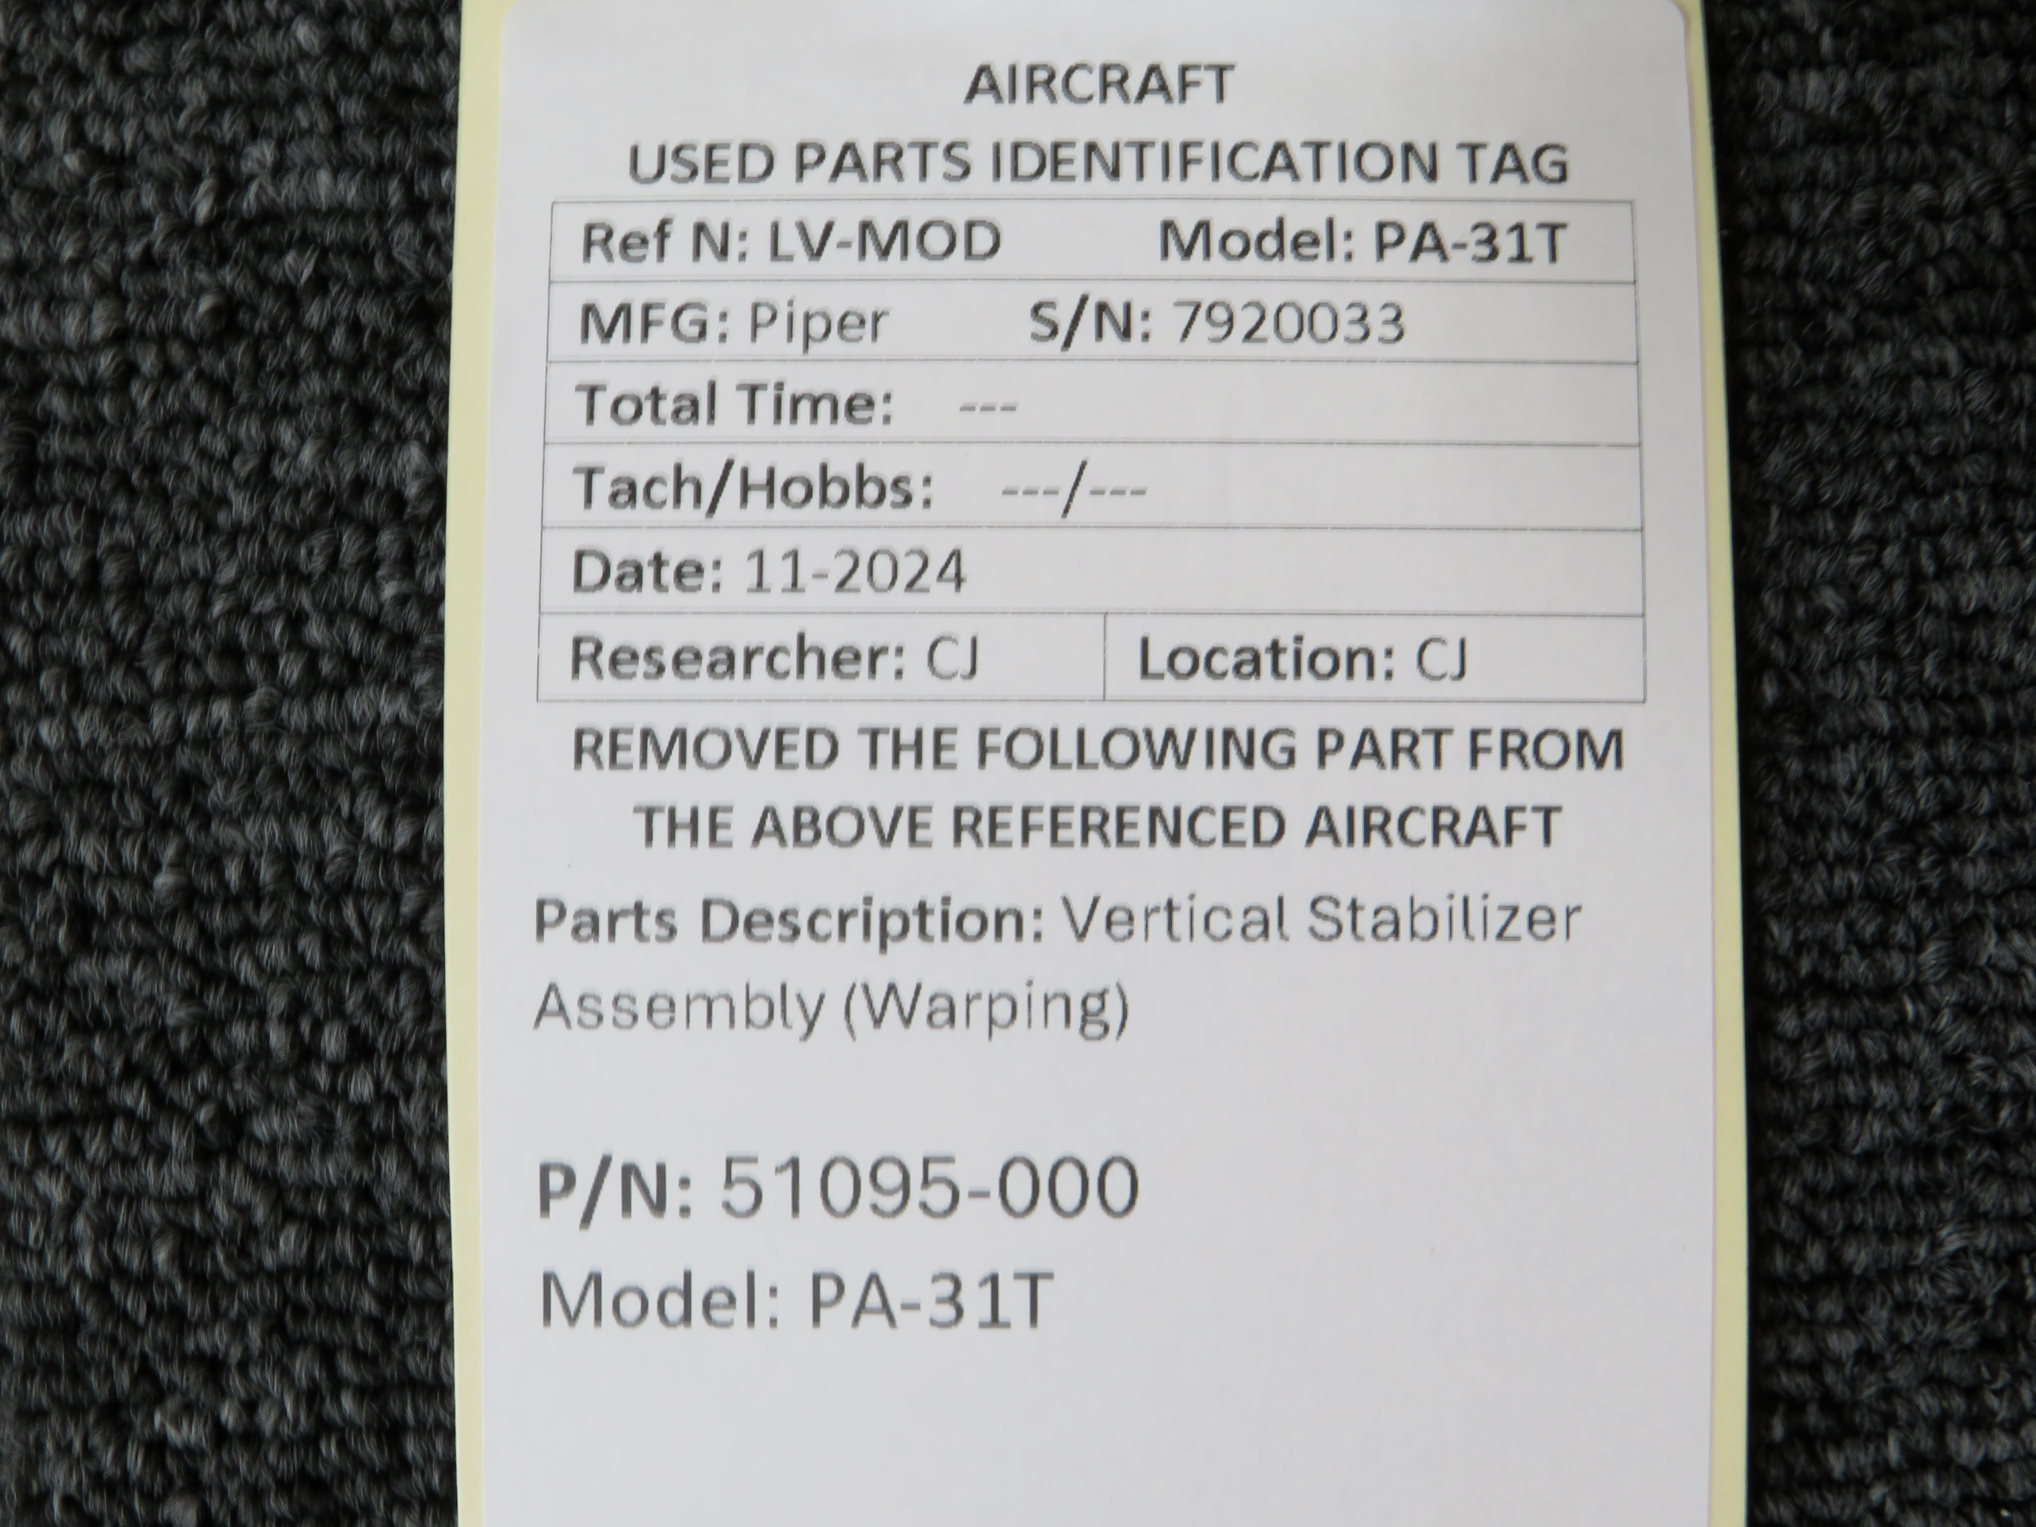 AIRCRAFT
USED PARTS IDENTIFICATION TAG
Ref N: LV-MOD Model: PA-31T
MFG: Piper S/N: 7920033
Total Time: ---
Tach/Hobbs: ---/---
Date: 11-2024
Researcher: CJ Location: CJ
REMOVED THE FOLLOWING PART FROM
THE ABOVE REFERENCED AIRCRAFT
Parts Description: Vertical Stabilizer
Assembly (Warping)
P/N: 51095-000
Model: PA-31T